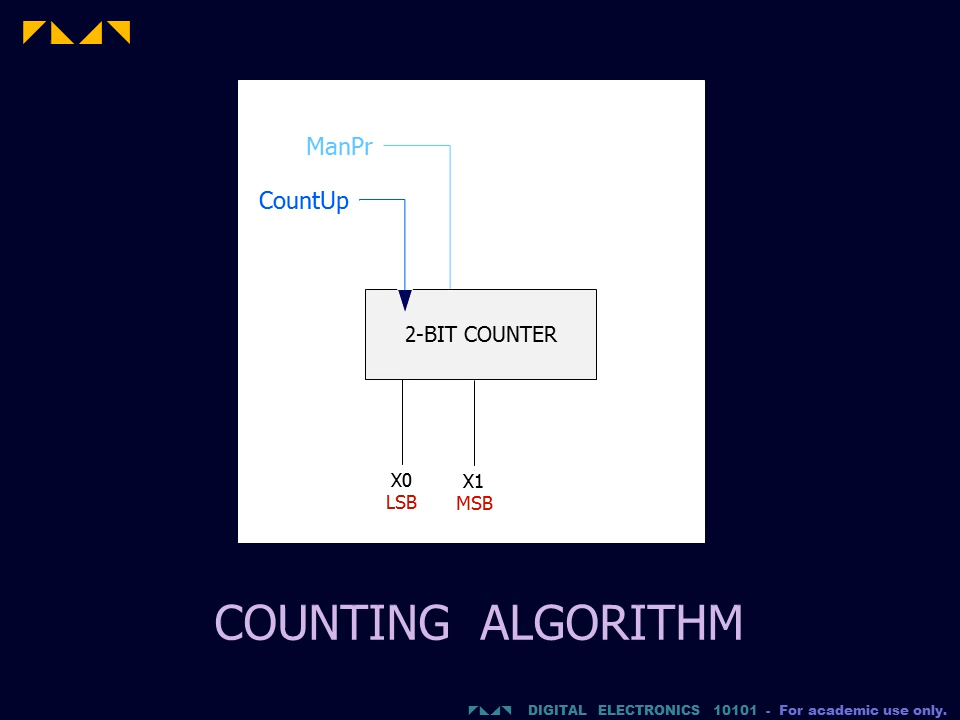 ManPr
CountUp
2-BIT COUNTER
X0 X1
LSB MSB
COUNTING ALGORITHM
DIGITAL ELECTRONICS 10101 - For academic use only.